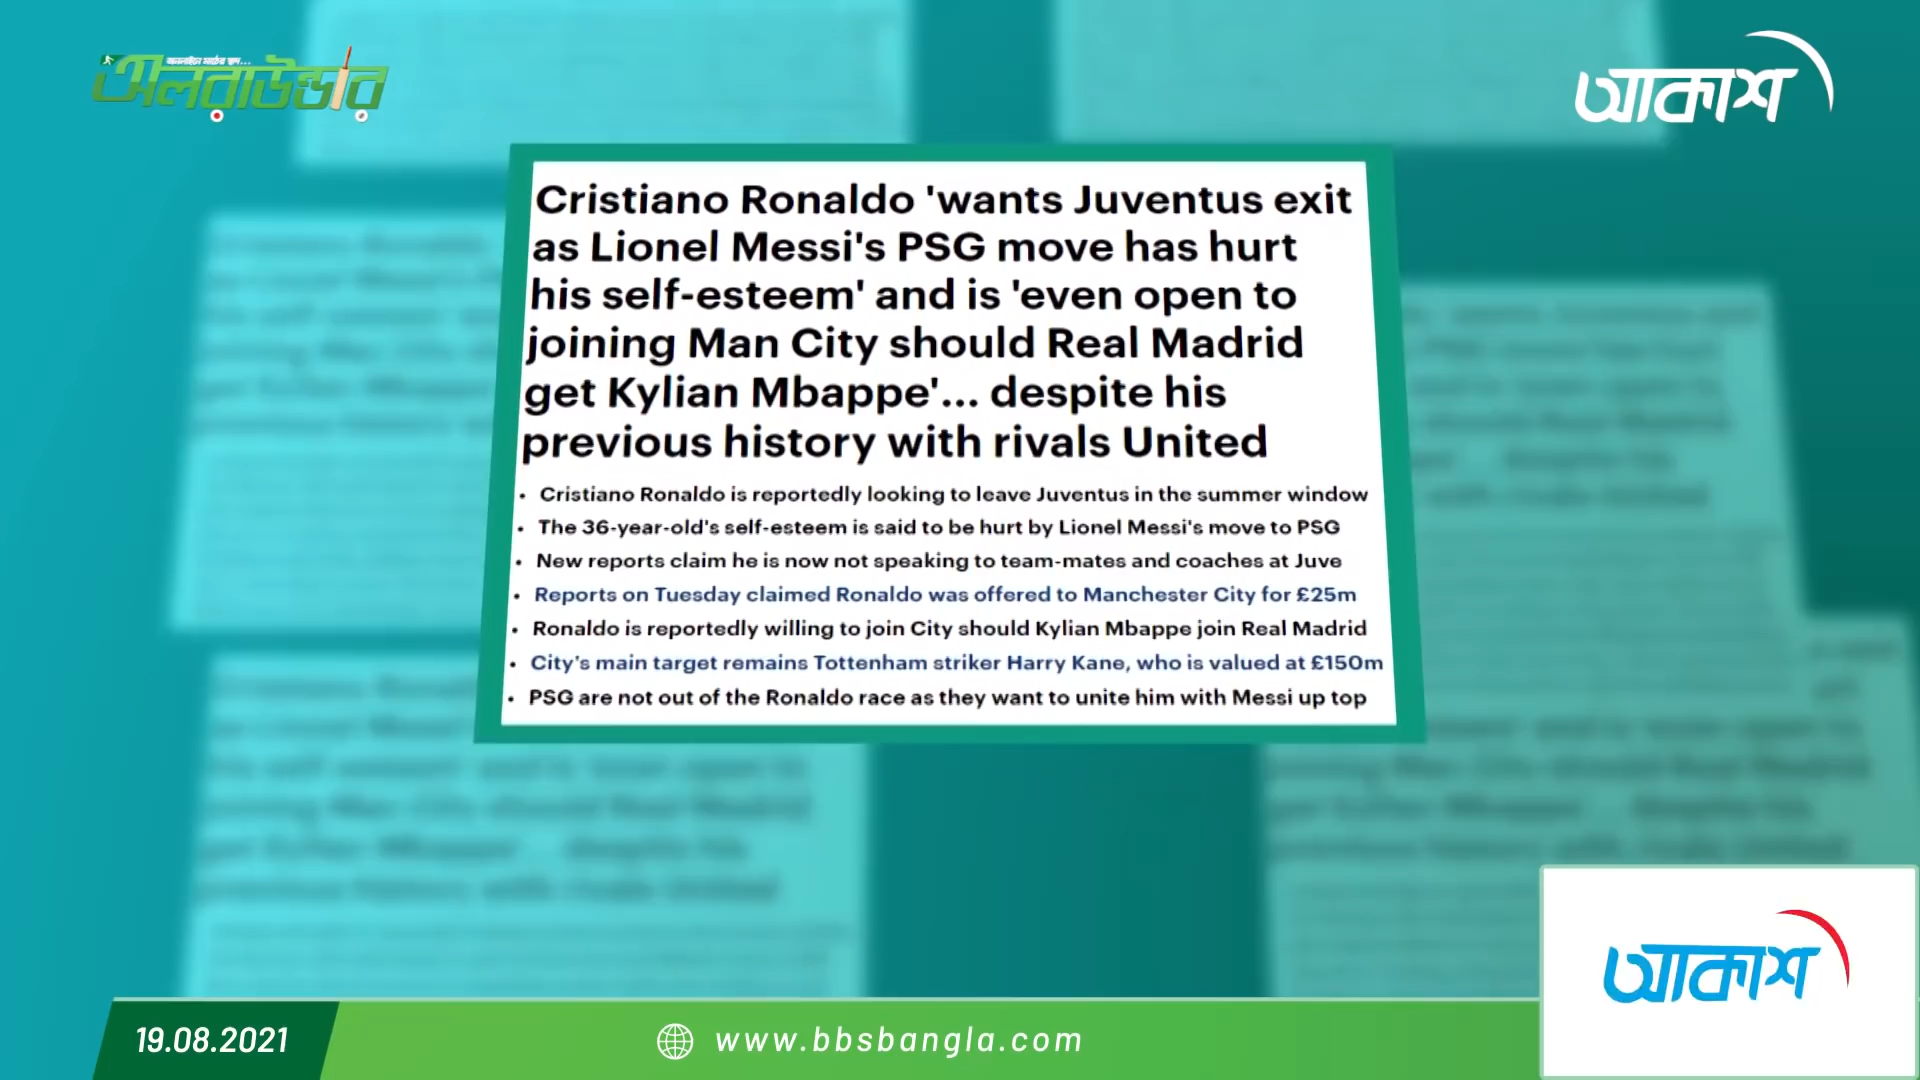 অনলাইনে মাঠের স্বাদ...
অলরাউন্ডার
আকাশ
Cristiano Ronaldo 'wants Juventus exit
as Lionel Messi's PSG move has hurt
his self-esteem' and is 'even open to
joining Man City should Real Madrid
get Kylian Mbappe'... despite his
previous history with rivals United
• Cristiano Ronaldo is reportedly looking to leave Juventus in the summer window
• The 36-year-old's self-esteem is said to be hurt by Lionel Messi's move to PSG
• New reports claim he is now not speaking to team-mates and coaches at Juve
• Reports on Tuesday claimed Ronaldo was offered to Manchester City for £25m
• Ronaldo is reportedly willing to join City should Kylian Mbappe join Real Madrid
• City's main target remains Tottenham striker Harry Kane, who is valued at £150m
• PSG are not out of the Ronaldo race as they want to unite him with Messi up top
আকাশ
19.08.2021
www.bbsbangla.com